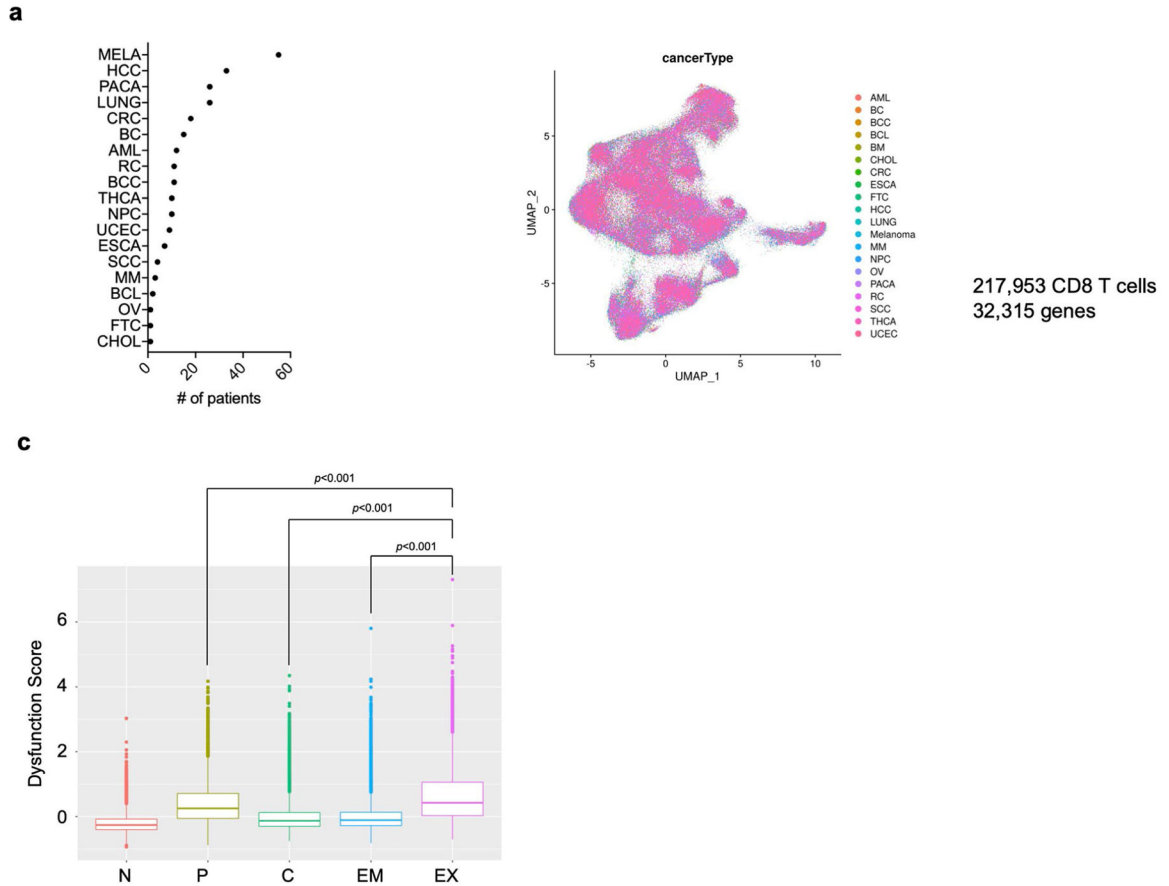 a
MELA
HCC
PACA
LUNG
CRC
BC
AML
RC
BCC
THCA
NPC
UCEC
ESCA
SCC
MM
BCL
OV
FTC
CHOL
0 20 40 60
# of patients
cancerType
UMAP_2
5
0
-5
-5 0 5 10
UMAP_1
AML
BC
BCC
BCL
BM
CHOL
CRC
ESCA
FTC
HCC
LUNG
Melanoma
MM
NPC
OV
PACA
RC
SCC
THCA
UCEC
217,953 CD8 T cells
32,315 genes
c
p<0.001
p<0.001
p<0.001
Dysfunction Score
6
4
2
0
N P C EM EX